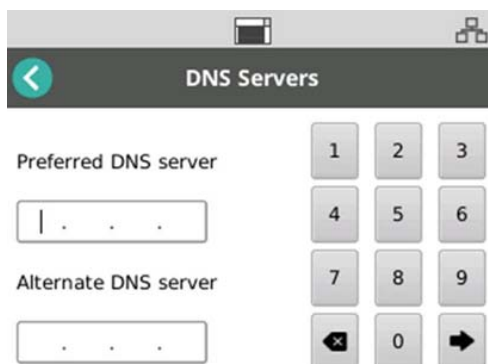 DNS Servers
Preferred DNS server
. . .
Alternate DNS server
. . .
1 2 3
4 5 6
7 8 9
0